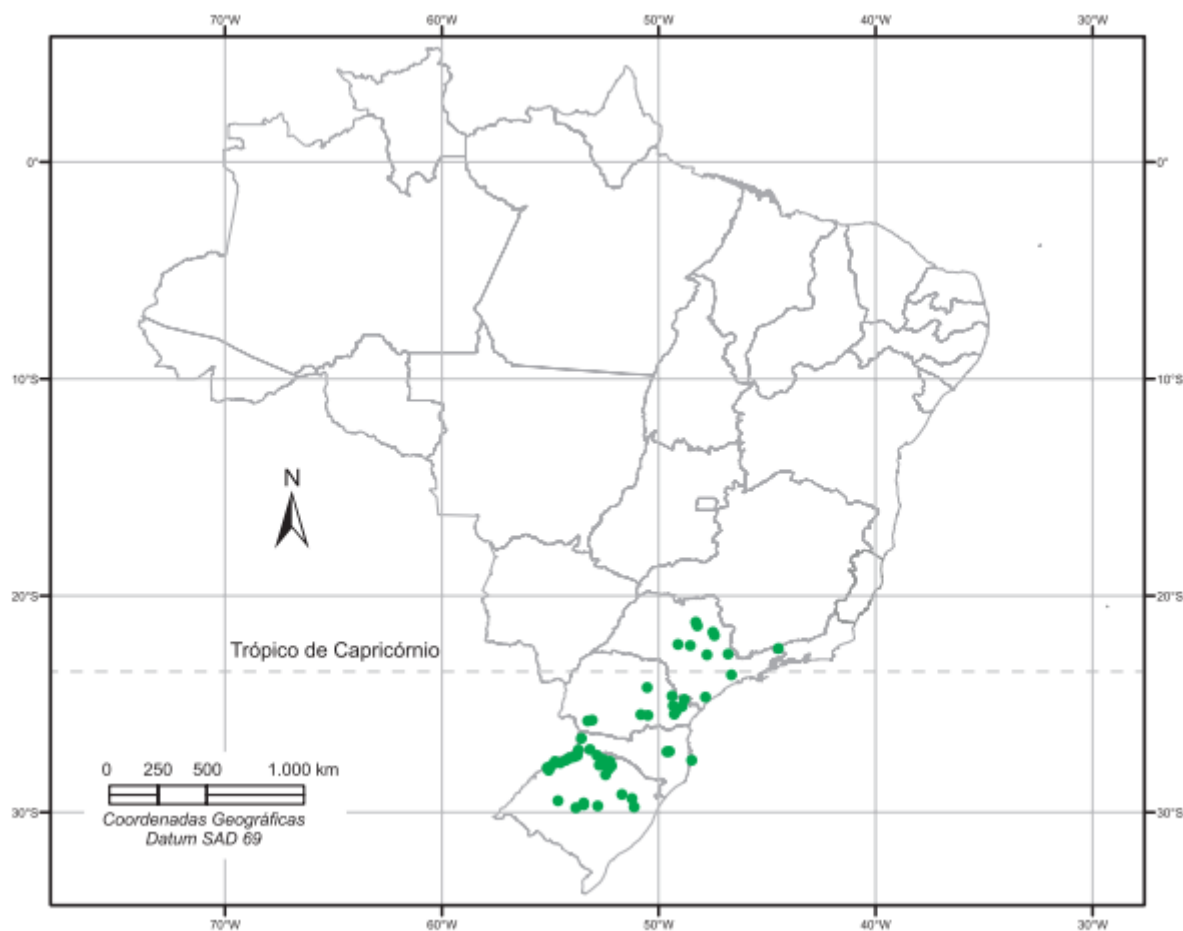 70°W 60°W 50°W 40°W 30°W
0° 0°
10°S 10°S
N
20°S 20°S
Trópico de Capricórnio
0 250 500 1.000 km
Coordenadas Geográficas
Datum SAD 69
30°S 30°S
70°W 60°W 50°W 40°W 30°W